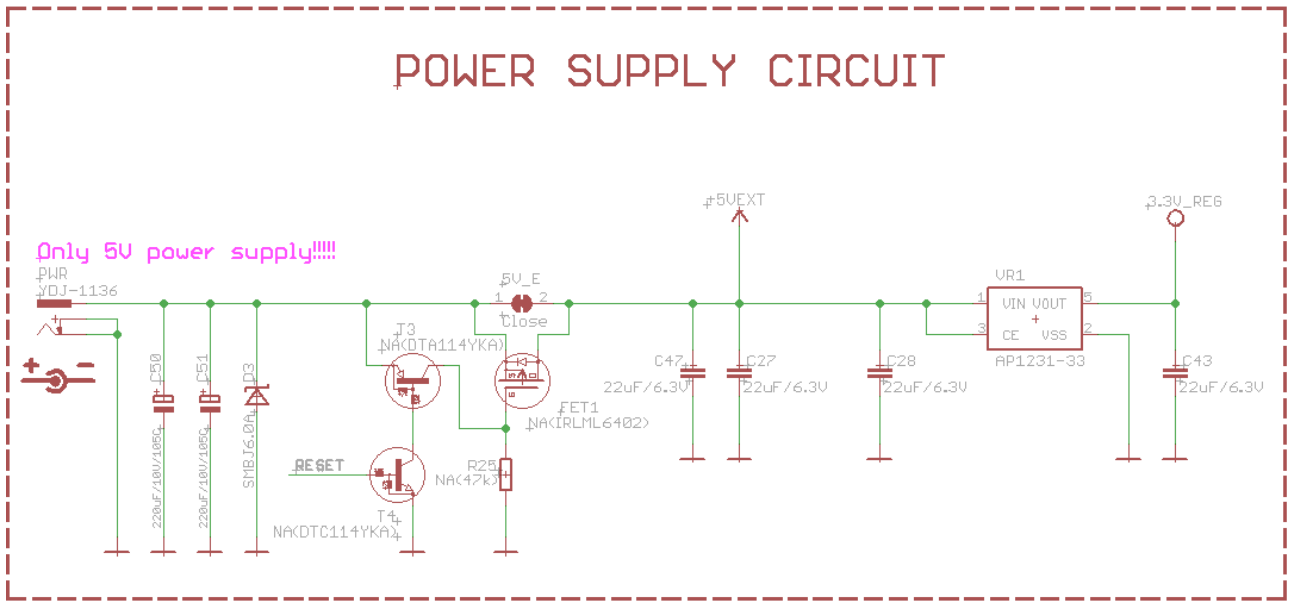 POWER SUPPLY CIRCUIT
+5VEXT
3.3V_REG
Only 5V power supply!!!!!
PWR
YDJ-1136
5V_E
1 2
Close
VR1
1 VIN VOUT 5
3 CE VSS 2
AP1231-33
T3
NA(DTA114YKA)
C50
220uF/10V/105C
C51
220uF/10V/105C
D3
SMBJ6.0A
S D
G
FET1
NA(IRLML6402)
C47
22uF/6.3V
C27
22uF/6.3V
C28
22uF/6.3V
C43
22uF/6.3V
RESET
R25
NA(47k)
T4
NA(DTC114YKA)